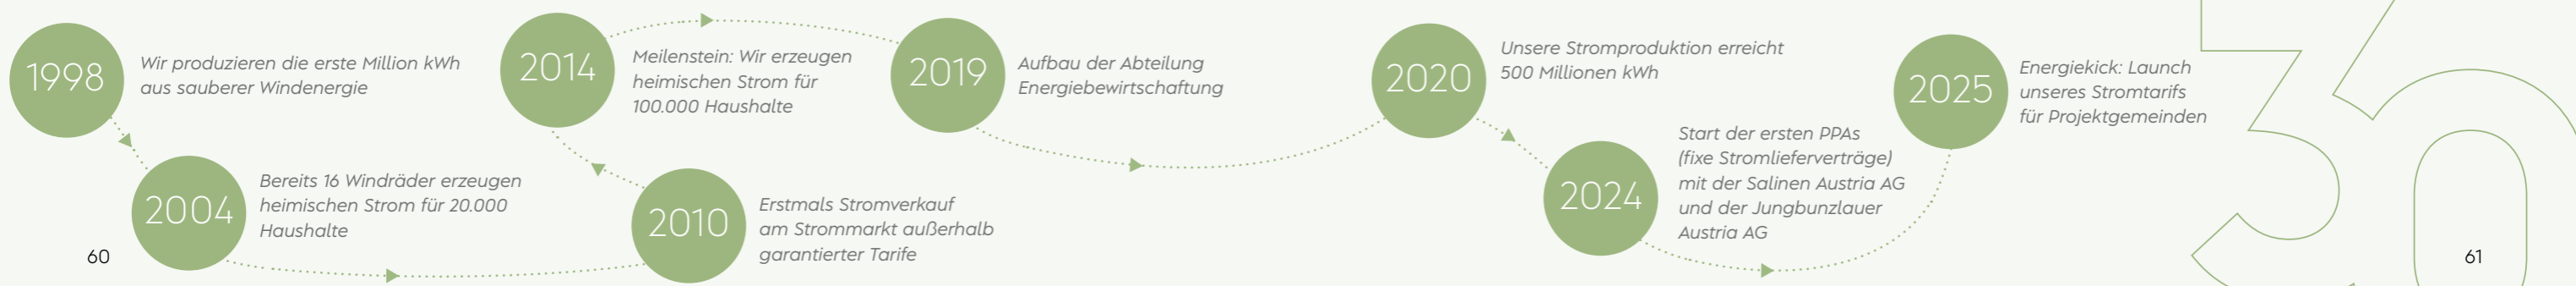 1998
Wir produzieren die erste Million kWh
aus sauberer Windenergie
2004
Bereits 16 Windräder erzeugen
heimischen Strom für 20.000
Haushalte
2010
Erstmals Stromverkauf
am Strommarkt außerhalb
garantierter Tarife
2014
Meilenstein: Wir erzeugen
heimischen Strom für
100.000 Haushalte
2019
Aufbau der Abteilung
Energiebewirtschaftung
2020
Unsere Stromproduktion erreicht
500 Millionen kWh
2024
Start der ersten PPAs
(fixe Stromlieferverträge)
mit der Salinen Austria AG
und der Jungbunzlauer
Austria AG
2025
Energiekick: Launch
unseres Stromtarifs
für Projektgemeinden
30
60
61